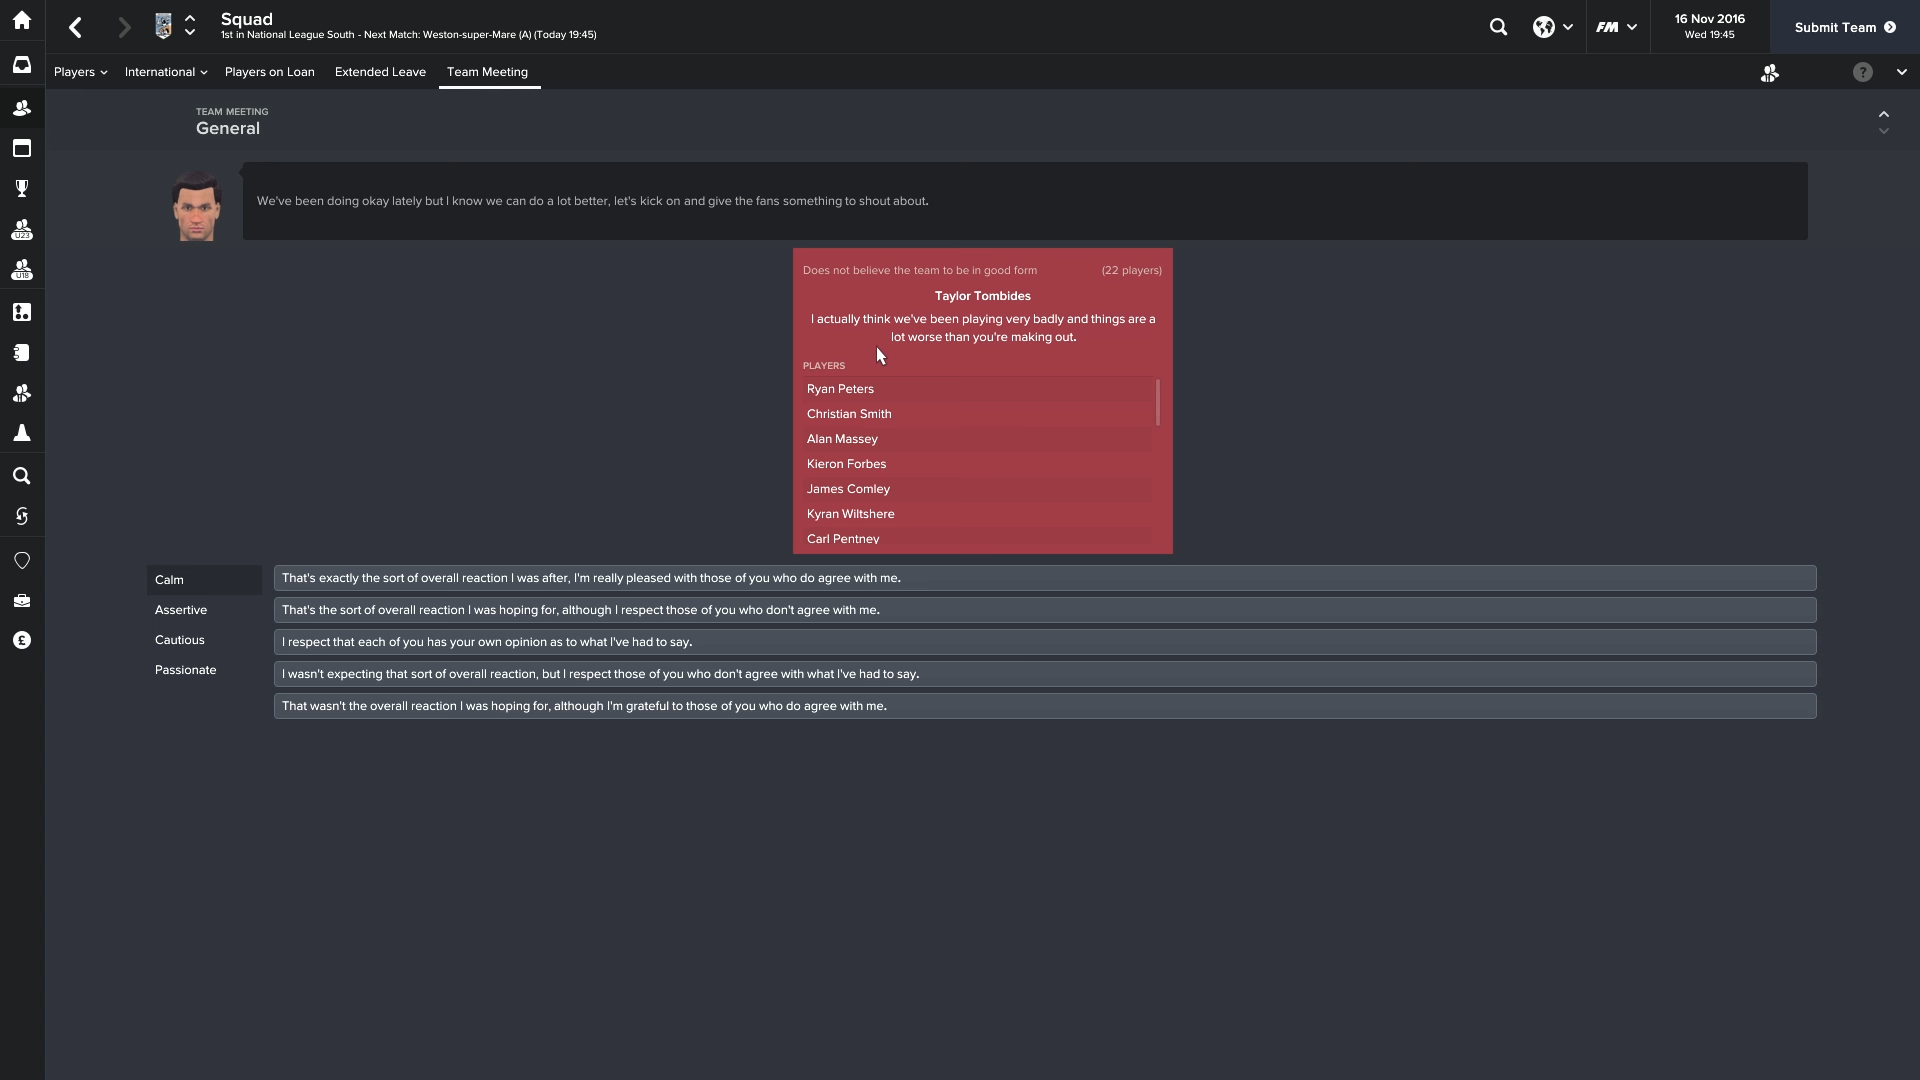 Squad
1st in National League South - Next Match: Weston-super-Mare (A) (Today 19:45)
FM
16 Nov 2016
Wed 19:45
Submit Team
Players
International
Players on Loan
Extended Leave
Team Meeting
?
TEAM MEETING
General
We've been doing okay lately but I know we can do a lot better, let's kick on and give the fans something to shout about.
U23
U18
£
Does not believe the team to be in good form (22 players)
Taylor Tombides
I actually think we've been playing very badly and things are a
lot worse than you're making out.
PLAYERS
Ryan Peters
Christian Smith
Alan Massey
Kieron Forbes
James Comley
Kyran Wiltshere
Carl Pentney
Calm
Assertive
Cautious
Passionate
That's exactly the sort of overall reaction I was after, I'm really pleased with those of you who do agree with me.
That's the sort of overall reaction I was hoping for, although I respect those of you who don't agree with me.
I respect that each of you has your own opinion as to what I've had to say.
I wasn't expecting that sort of overall reaction, but I respect those of you who don't agree with what I've had to say.
That wasn't the overall reaction I was hoping for, although I'm grateful to those of you who do agree with me.